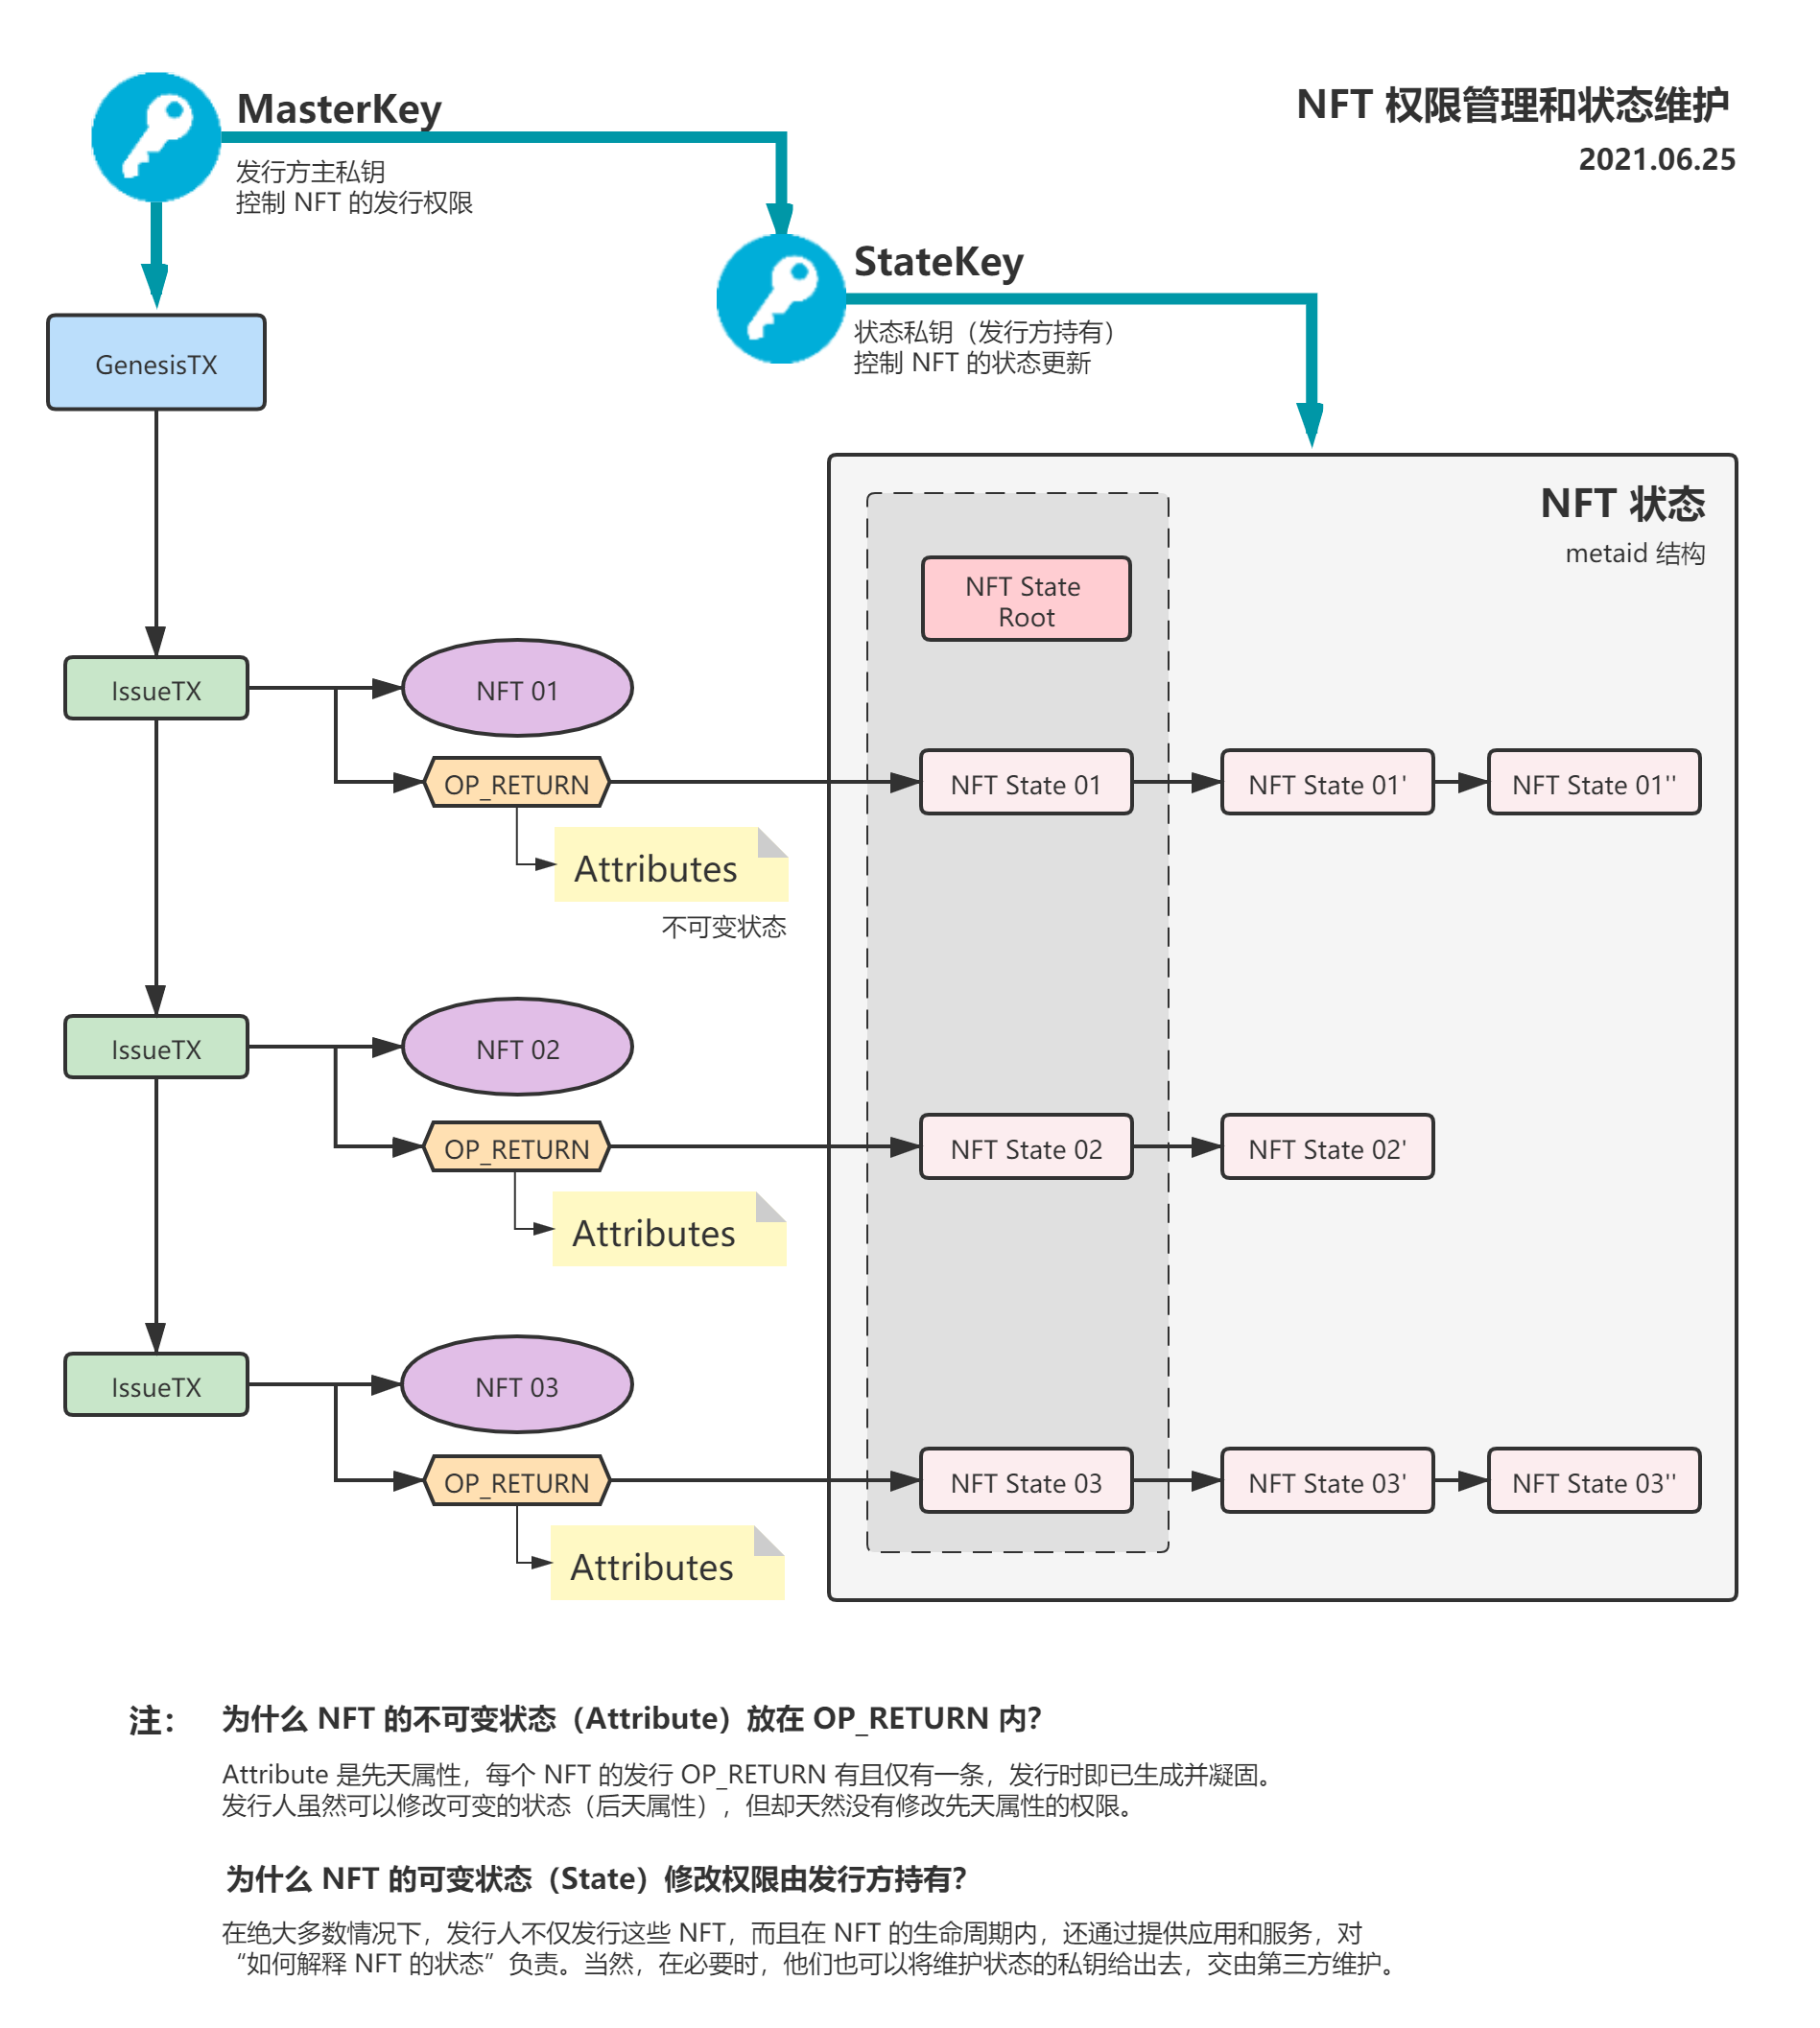 MasterKey
发行方主私钥
控制 NFT 的发行权限
NFT 权限管理和状态维护
2021.06.25
StateKey
状态私钥（发行方持有）
控制 NFT 的状态更新
GenesisTX
NFT 状态
metaid 结构
NFT State
Root
IssueTX
NFT 01
OP_RETURN
NFT State 01
NFT State 01'
NFT State 01''
Attributes
不可变状态
IssueTX
NFT 02
OP_RETURN
NFT State 02
NFT State 02'
Attributes
IssueTX
NFT 03
OP_RETURN
NFT State 03
NFT State 03'
NFT State 03''
Attributes
注： 为什么 NFT 的不可变状态（Attribute）放在 OP_RETURN 内？
Attribute 是先天属性，每个 NFT 的发行 OP_RETURN 有且仅有一条，发行时即已生成并凝固。
发行人虽然可以修改可变的状态（后天属性），但却天然没有修改先天属性的权限。
为什么 NFT 的可变状态（State）修改权限由发行方持有？
在绝大多数情况下，发行人不仅发行这些 NFT，而且在 NFT 的生命周期内，还通过提供应用和服务，对
“如何解释 NFT 的状态”负责。当然，在必要时，他们也可以将维护状态的私钥给出去，交由第三方维护。